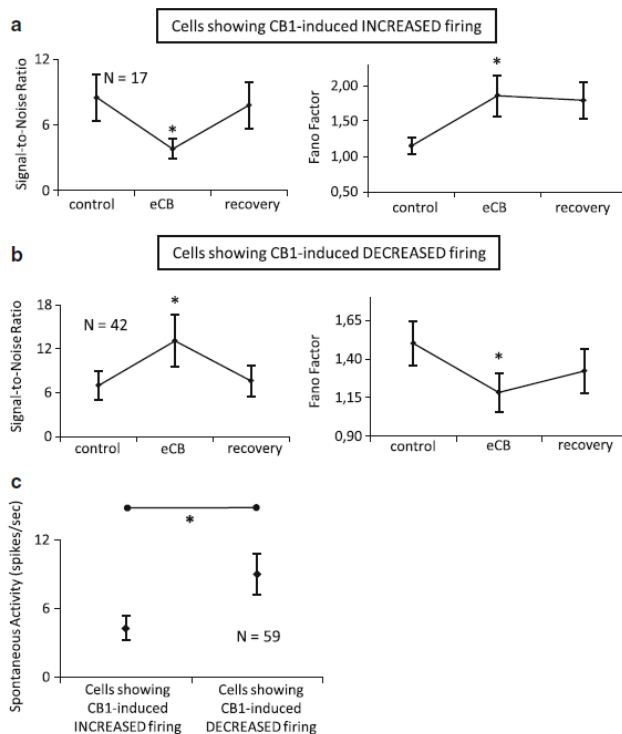 a
Cells showing CB1-induced INCREASED firing
Signal-to-Noise Ratio
12
6
0
N = 17
*
control
eCB
recovery
Fano Factor
2,00
1,50
1,00
0,50
*
control
eCB
recovery
b
Cells showing CB1-induced DECREASED firing
Signal-to-Noise Ratio
18
12
6
0
N = 42
*
control
eCB
recovery
Fano Factor
1,65
1,40
1,15
0,90
*
control
eCB
recovery
c
Spontaneous Activity (spikes/sec)
12
6
0
*
N = 59
Cells showing
CB1-induced
INCREASED firing
Cells showing
CB1-induced
DECREASED firing